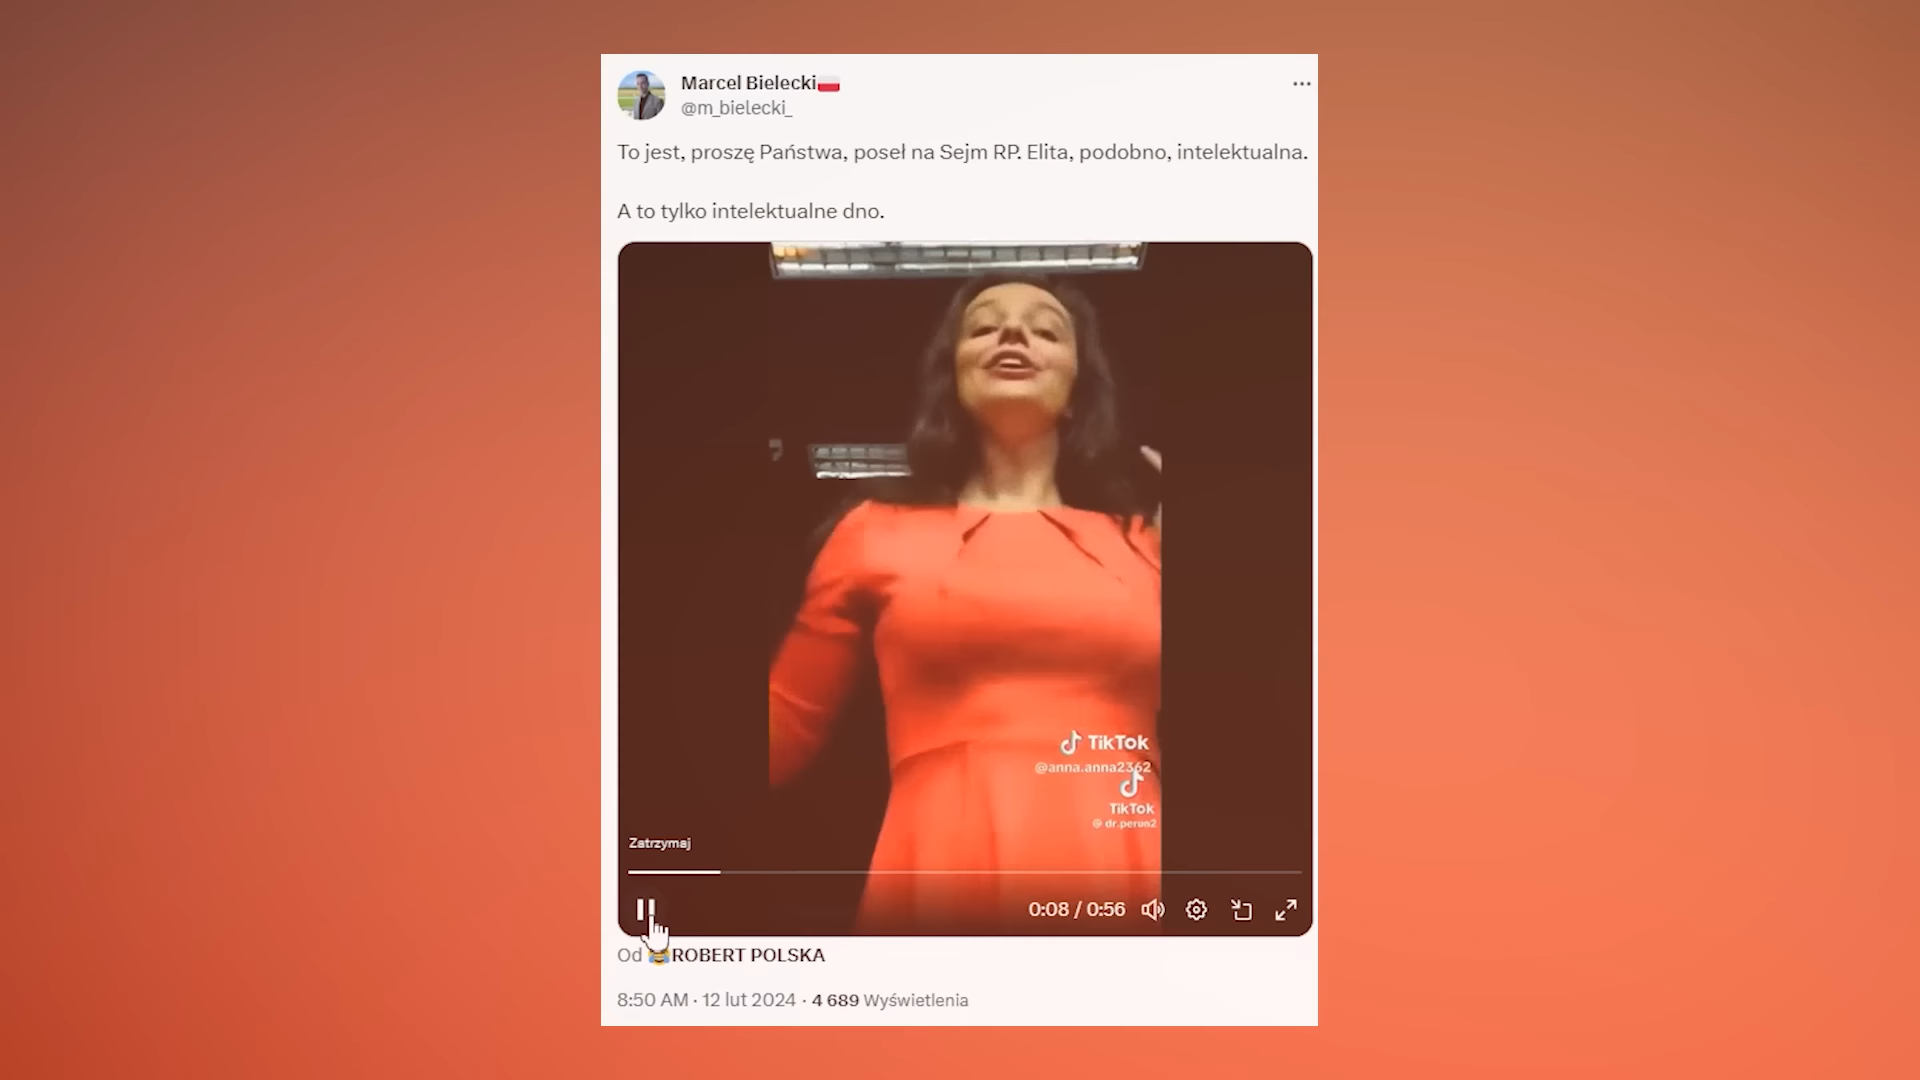 Marcel Bielecki🇵🇱
@m_bielecki_
To jest, proszę Państwa, poseł na Sejm RP. Elita, podobno, intelektualna.
A to tylko intelektualne dno.
TikTok
@anna.anna2362
TikTok
@ dr.perun2
Zatrzymaj
0:08 / 0:56
Od 😂ROBERT POLSKA
8:50 AM · 12 lut 2024 · 4 689 Wyświetlenia